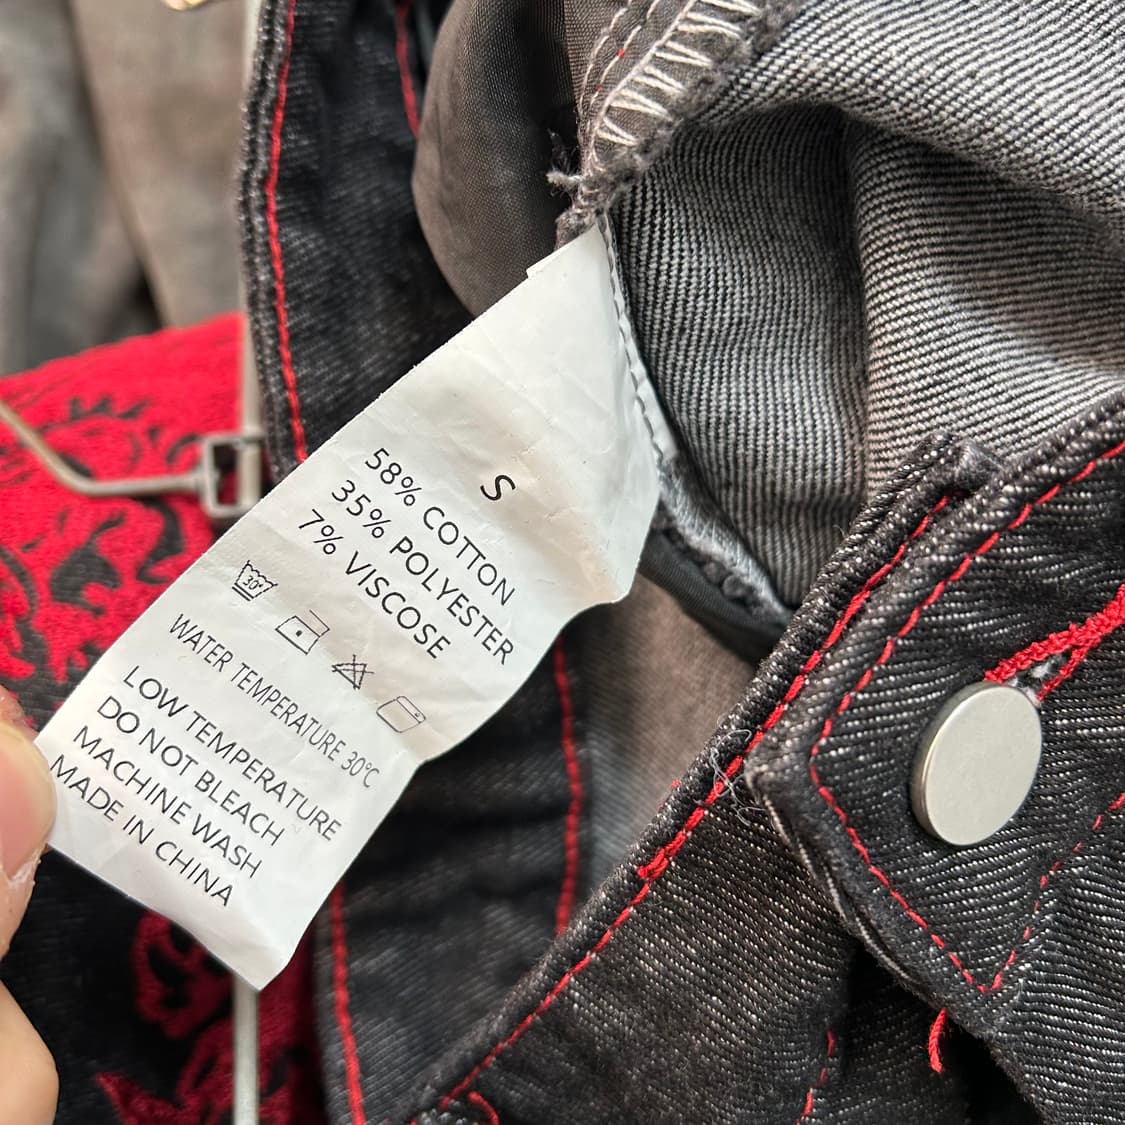 S
58% COTTON
35% POLYESTER
7% VISCOSE
30°
WATER TEMPERATURE 30℃
LOW TEMPERATURE
DO NOT BLEACH
MACHINE WASH
MADE IN CHINA